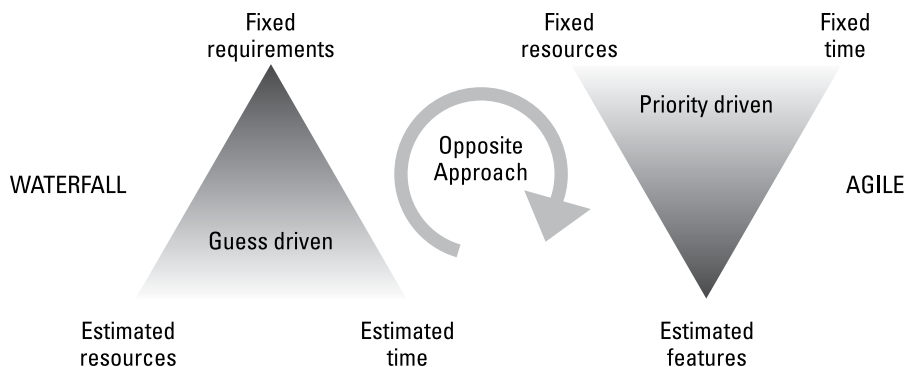 Fixed
requirements
Fixed
resources
Fixed
time
Priority driven
Opposite
Approach
WATERFALL
AGILE
Guess driven
Estimated
resources
Estimated
time
Estimated
features